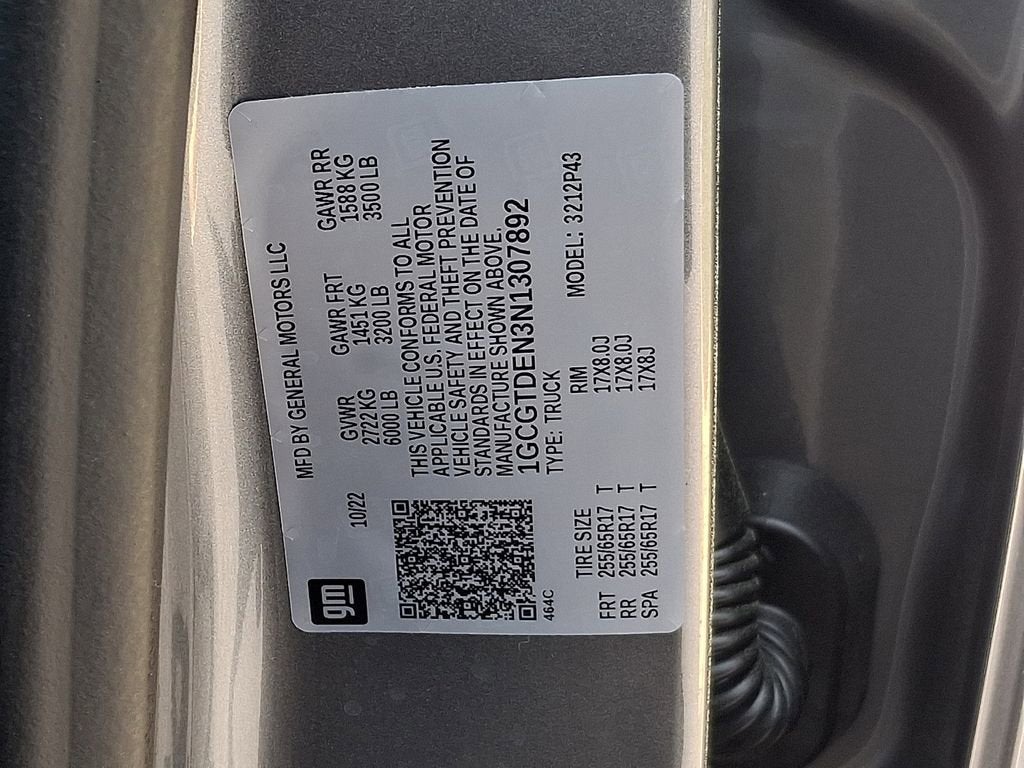 gm
MFD BY GENERAL MOTORS LLC
10/22
GVWR GAWR FRT GAWR RR
2722 KG 1451 KG 1588 KG
6000 LB 3200 LB 3500 LB
THIS VEHICLE CONFORMS TO ALL
APPLICABLE U.S. FEDERAL MOTOR
VEHICLE SAFETY AND THEFT PREVENTION
STANDARDS IN EFFECT ON THE DATE OF
MANUFACTURE SHOWN ABOVE.
1GCGTDEN3N1307892
464C
TYPE: TRUCK MODEL: 3212P43
TIRE SIZE RIM
FRT 255/65R17 T 17X8.0J
RR 255/65R17 T 17X8.0J
SPA 255/65R17 T 17X8J